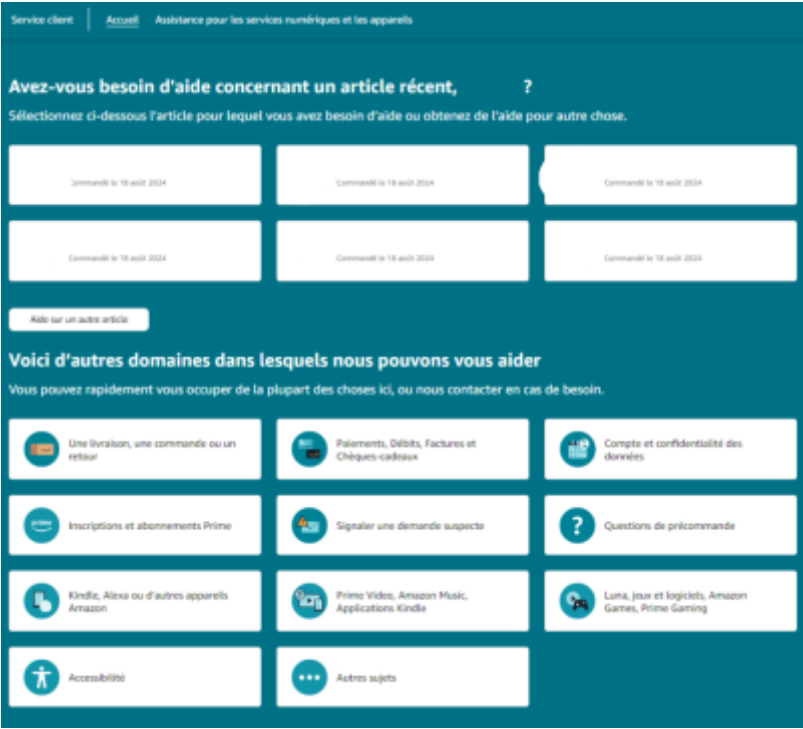 Service client Accueil Assistance pour les services numériques et les appareils
Avez-vous besoin d'aide concernant un article récent, ?
Sélectionnez ci-dessous l'article pour lequel vous avez besoin d'aide ou obtenez de l'aide pour autre chose.
Commandé le 18 août 2024
Commandé le 18 août 2024
Commandé le 18 août 2024
Commandé le 18 août 2024
Commandé le 18 août 2024
Commandé le 18 août 2024
Aide sur un autre article
Voici d'autres domaines dans lesquels nous pouvons vous aider
Vous pouvez rapidement vous occuper de la plupart des choses ici, ou nous contacter en cas de besoin.
Une livraison, une commande ou un
retour
Paiements, Débits, Factures et
Chèques-cadeaux
Compte et confidentialité des
données
prime
Inscriptions et abonnements Prime
Signaler une demande suspecte
?
Questions de précommande
Kindle, Alexa ou d'autres appareils
Amazon
Prime Video, Amazon Music,
Applications Kindle
Luna, jeux et logiciels, Amazon
Games, Prime Gaming
Accessibilité
Autres sujets